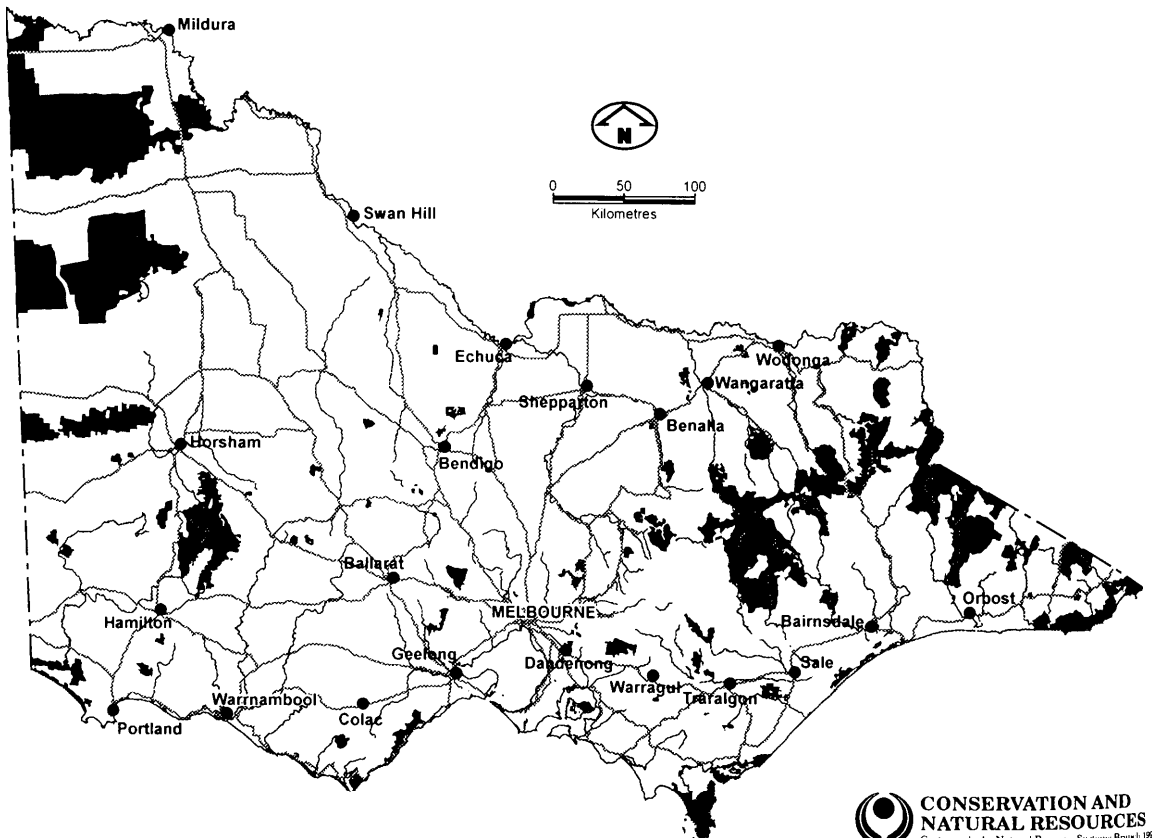 Mildura
N
0 50 100
Kilometres
Swan Hill
Echuca
Wodonga
Wangaratta
Shepparton
Benalla
Horsham
Bendigo
Ballarat
MELBOURNE
Orbost
Hamilton
Bairnsdale
Geelong
Dandenong
Sale
Warragul
Traralgon
Warrnambool
Colac
Portland
CONSERVATION AND
NATURAL RESOURCES